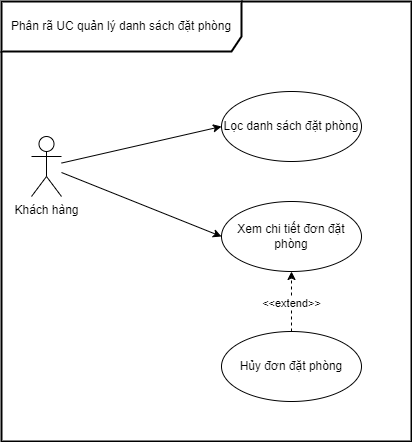 Phân rã UC quản lý danh sách đặt phòng
Lọc danh sách đặt phòng
Khách hàng
Xem chi tiết đơn đặt
phòng
<<extend>>
Hủy đơn đặt phòng